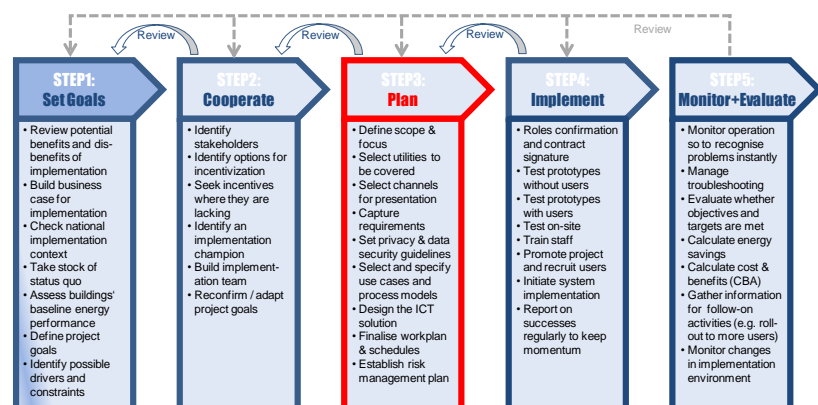 Review
Review
Review
Review
STEP1:
Set Goals
• Review potential
benefits and dis-
benefits of
implementation
• Build business
case for
implementation
• Check national
implementation
context
• Take stock of
status quo
• Assess buildings'
baseline energy
performance
• Define project
goals
• Identify possible
drivers and
constraints
STEP2:
Cooperate
• Identify
stakeholders
• Identify options for
incentivization
• Seek incentives
where they are
lacking
• Identify an
implementation
champion
• Build implement-
ation team
• Reconfirm / adapt
project goals
STEP3:
Plan
• Define scope &
focus
• Select utilities to
be covered
• Select channels
for presentation
• Capture
requirements
• Set privacy & data
security guidelines
• Select and specify
use cases and
process models
• Design the ICT
solution
• Finalise workplan
& schedules
• Establish risk
management plan
STEP4:
Implement
• Roles confirmation
and contract
signature
• Test prototypes
without users
• Test prototypes
with users
• Test on-site
• Train staff
• Promote project
and recruit users
• Initiate system
implementation
• Report on
successes
regularly to keep
momentum
STEP5:
Monitor+Evaluate
• Monitor operation
so to recognise
problems instantly
• Manage
troubleshooting
• Evaluate whether
objectives and
targets are met
• Calculate energy
savings
• Calculate cost &
benefits (CBA)
• Gather information
for follow-on
activities (e.g. roll-
out to more users)
• Monitor changes
in implementation
environment